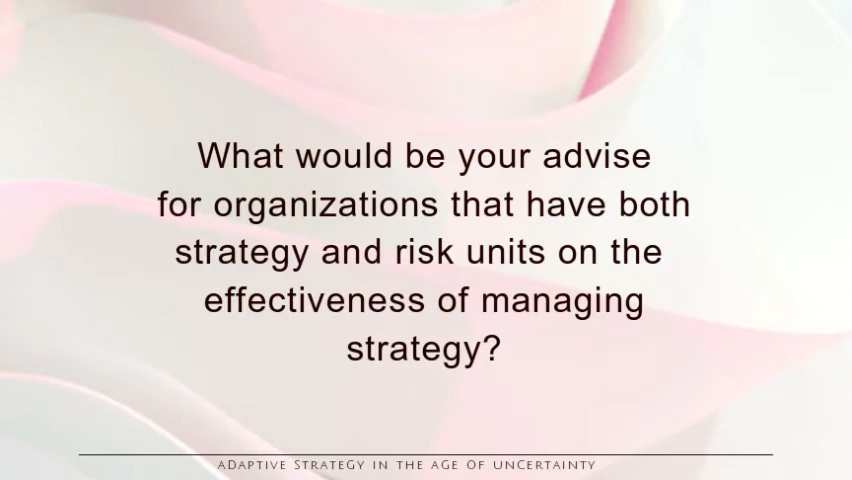 What would be your advise
for organizations that have both
strategy and risk units on the
effectiveness of managing
strategy?
aDAPTIVE STRATEGY IN THE AGE OF UNCERTAINTY